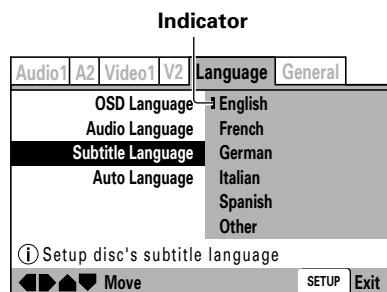 Indicator
Audio1 A2 Video1 V2 Language General
OSD Language English
Audio Language French
Subtitle Language German
Auto Language Italian
Spanish
Other
i Setup disc's subtitle language
Move SETUP Exit